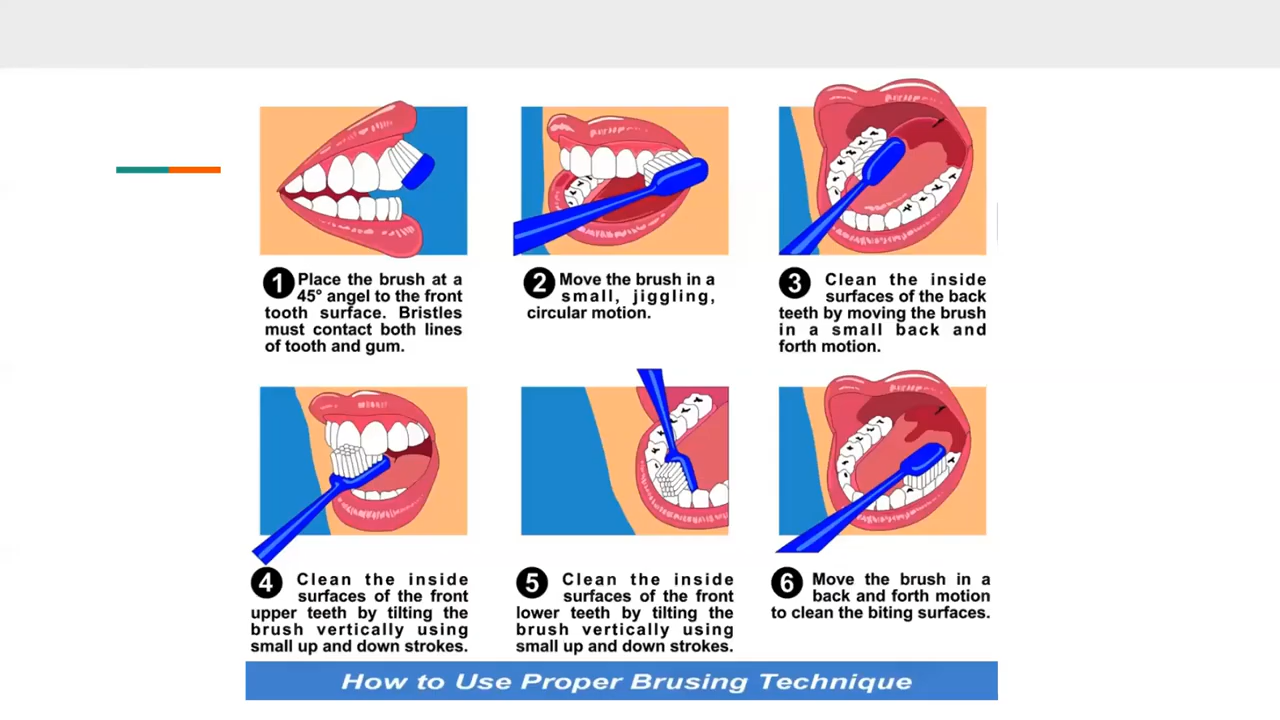 1 Place the brush at a
45° angel to the front
tooth surface. Bristles
must contact both lines
of tooth and gum.
2 Move the brush in a
small, jiggling,
circular motion.
3 Clean the inside
surfaces of the back
teeth by moving the brush
in a small back and
forth motion.
4 Clean the inside
surfaces of the front
upper teeth by tilting the
brush vertically using
small up and down strokes.
5 Clean the inside
surfaces of the front
lower teeth by tilting the
brush vertically using
small up and down strokes.
6 Move the brush in a
back and forth motion
to clean the biting surfaces.
How to Use Proper Brusing Technique